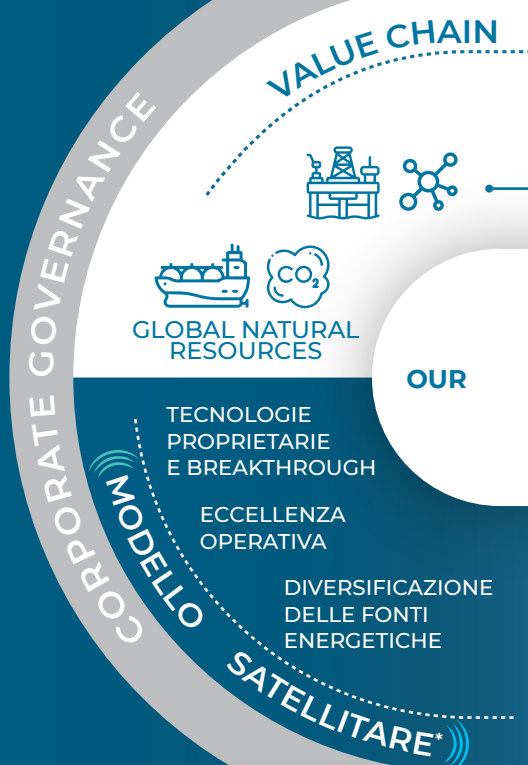 CORPORATE GOVERNANCE
VALUE CHAIN
CO2
GLOBAL NATURAL
RESOURCES
OUR
TECNOLOGIE
PROPRIETARIE
E BREAKTHROUGH
ECCELLENZA
OPERATIVA
DIVERSIFICAZIONE
DELLE FONTI
ENERGETICHE
MODELLO
SATELLITARE*